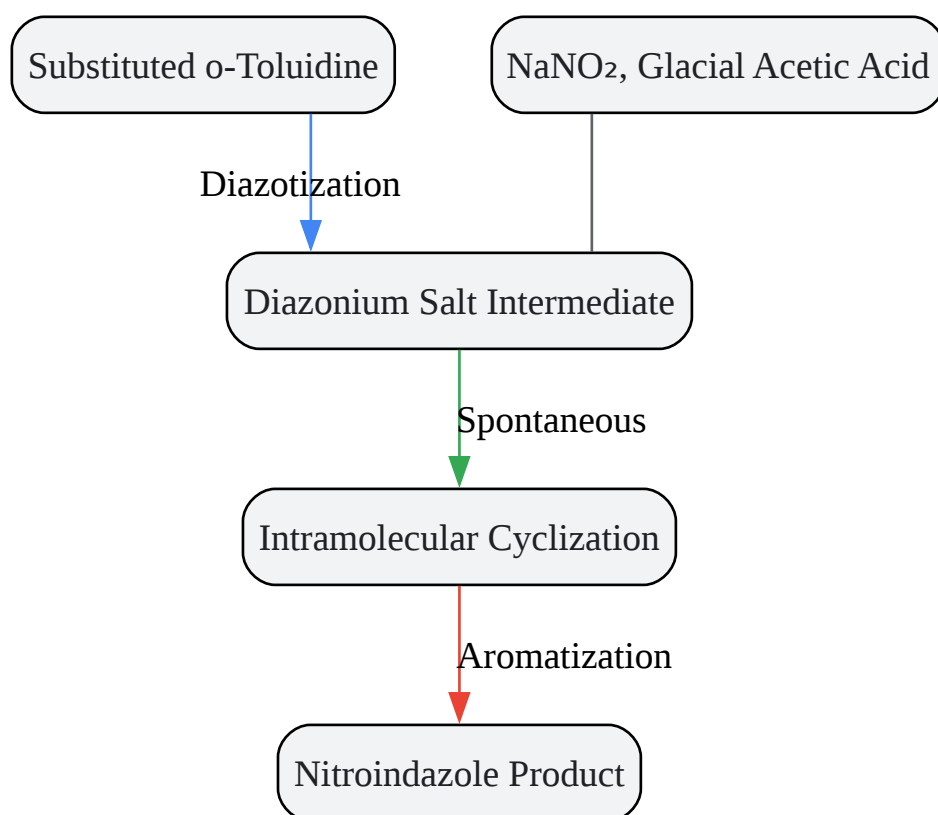 Substituted o-Toluidine
NaNO₂, Glacial Acetic Acid
Diazotization
Diazonium Salt Intermediate
Spontaneous
Intramolecular Cyclization
Aromatization
Nitroindazole Product